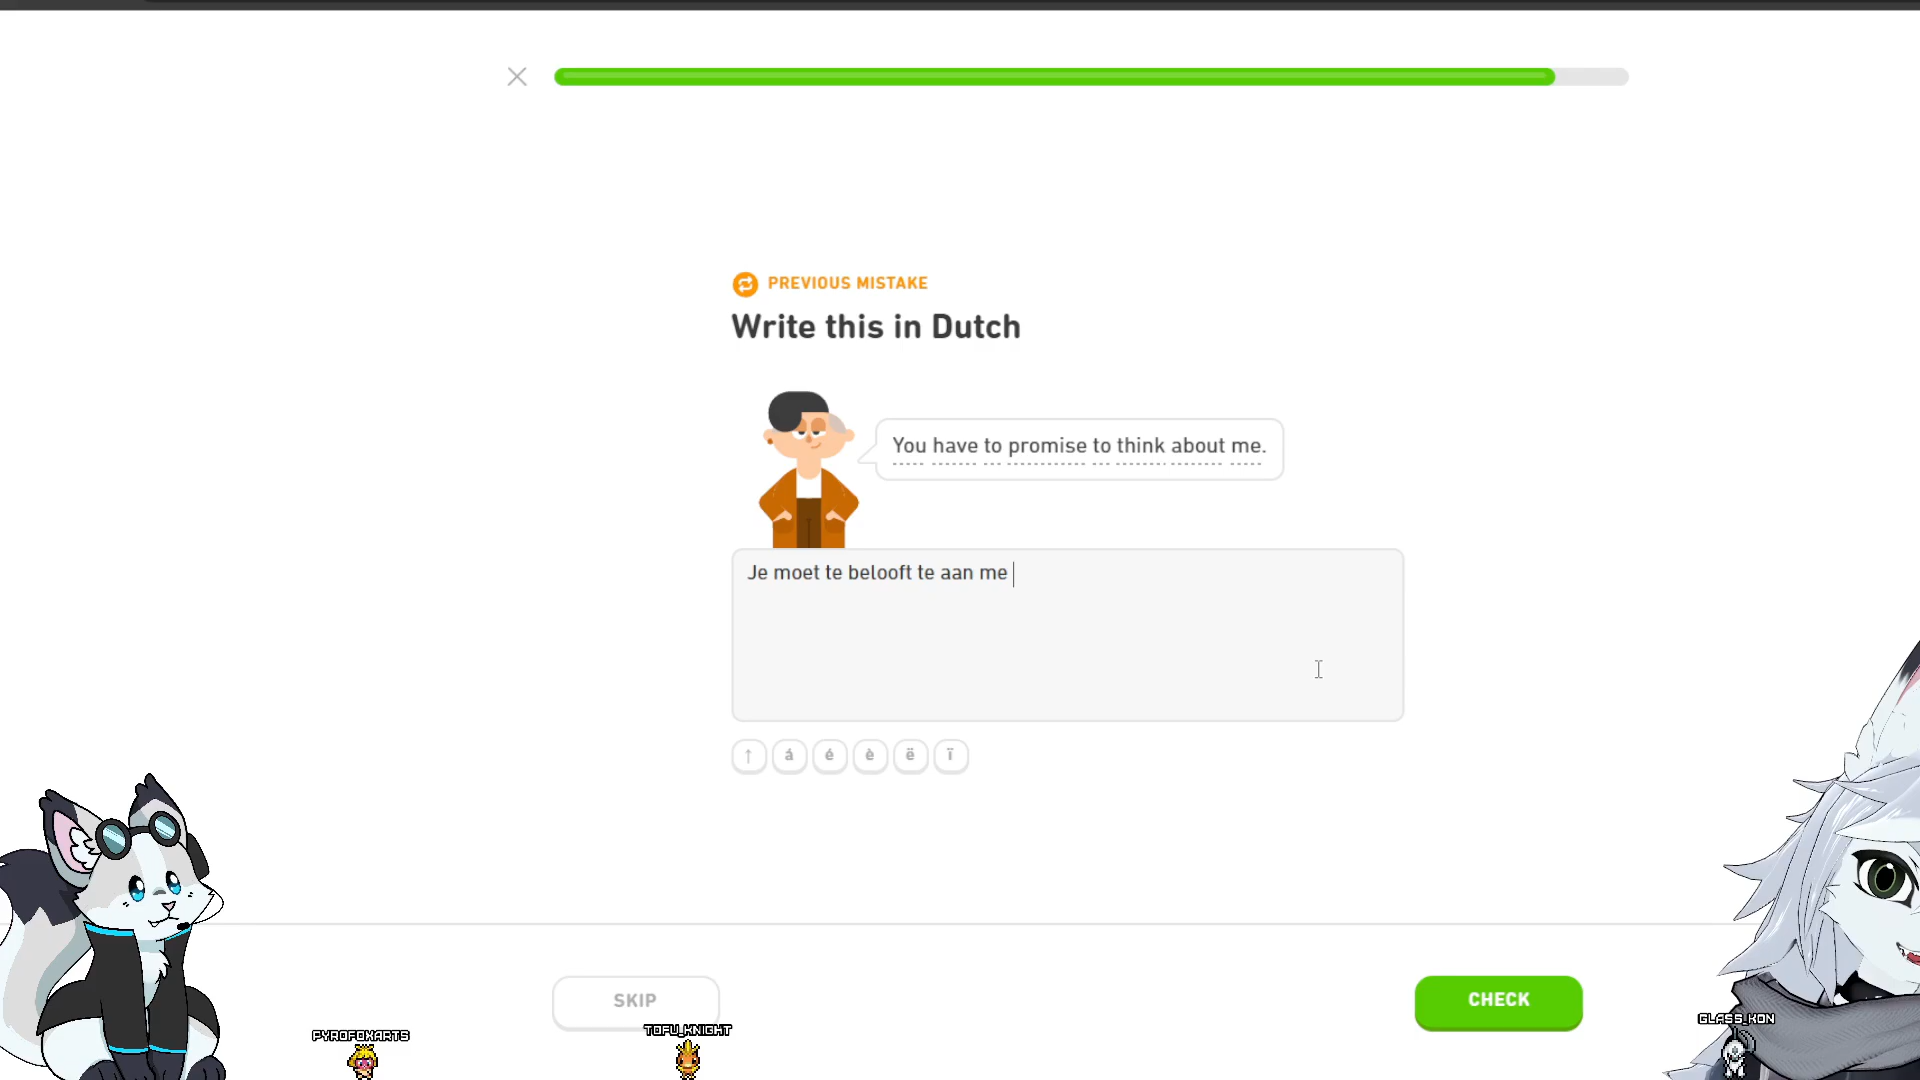 PREVIOUS MISTAKE
Write this in Dutch
You have to promise to think about me.
Je moet te belooft te aan me
↑ á é è ë ï
SKIP
CHECK
PYROFOXARTS
TOFU_KNIGHT
GLASS_KON